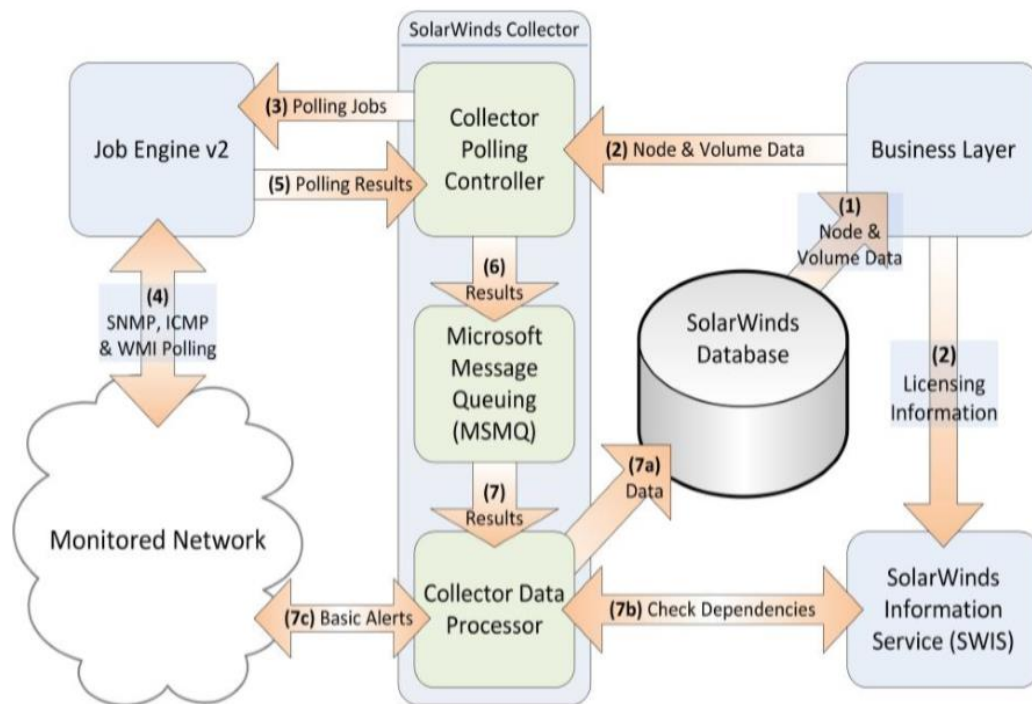 SolarWinds Collector
Job Engine v2
(3) Polling Jobs
(5) Polling Results
Collector
Polling
Controller
(2) Node & Volume Data
Business Layer
(1)
Node &
Volume Data
(4)
SNMP, ICMP
& WMI Polling
(6)
Results
Microsoft
Message
Queuing
(MSMQ)
SolarWinds
Database
(2)
Licensing
Information
(7)
Results
(7a)
Data
Monitored Network
(7c) Basic Alerts
Collector Data
Processor
(7b) Check Dependencies
SolarWinds
Information
Service (SWIS)